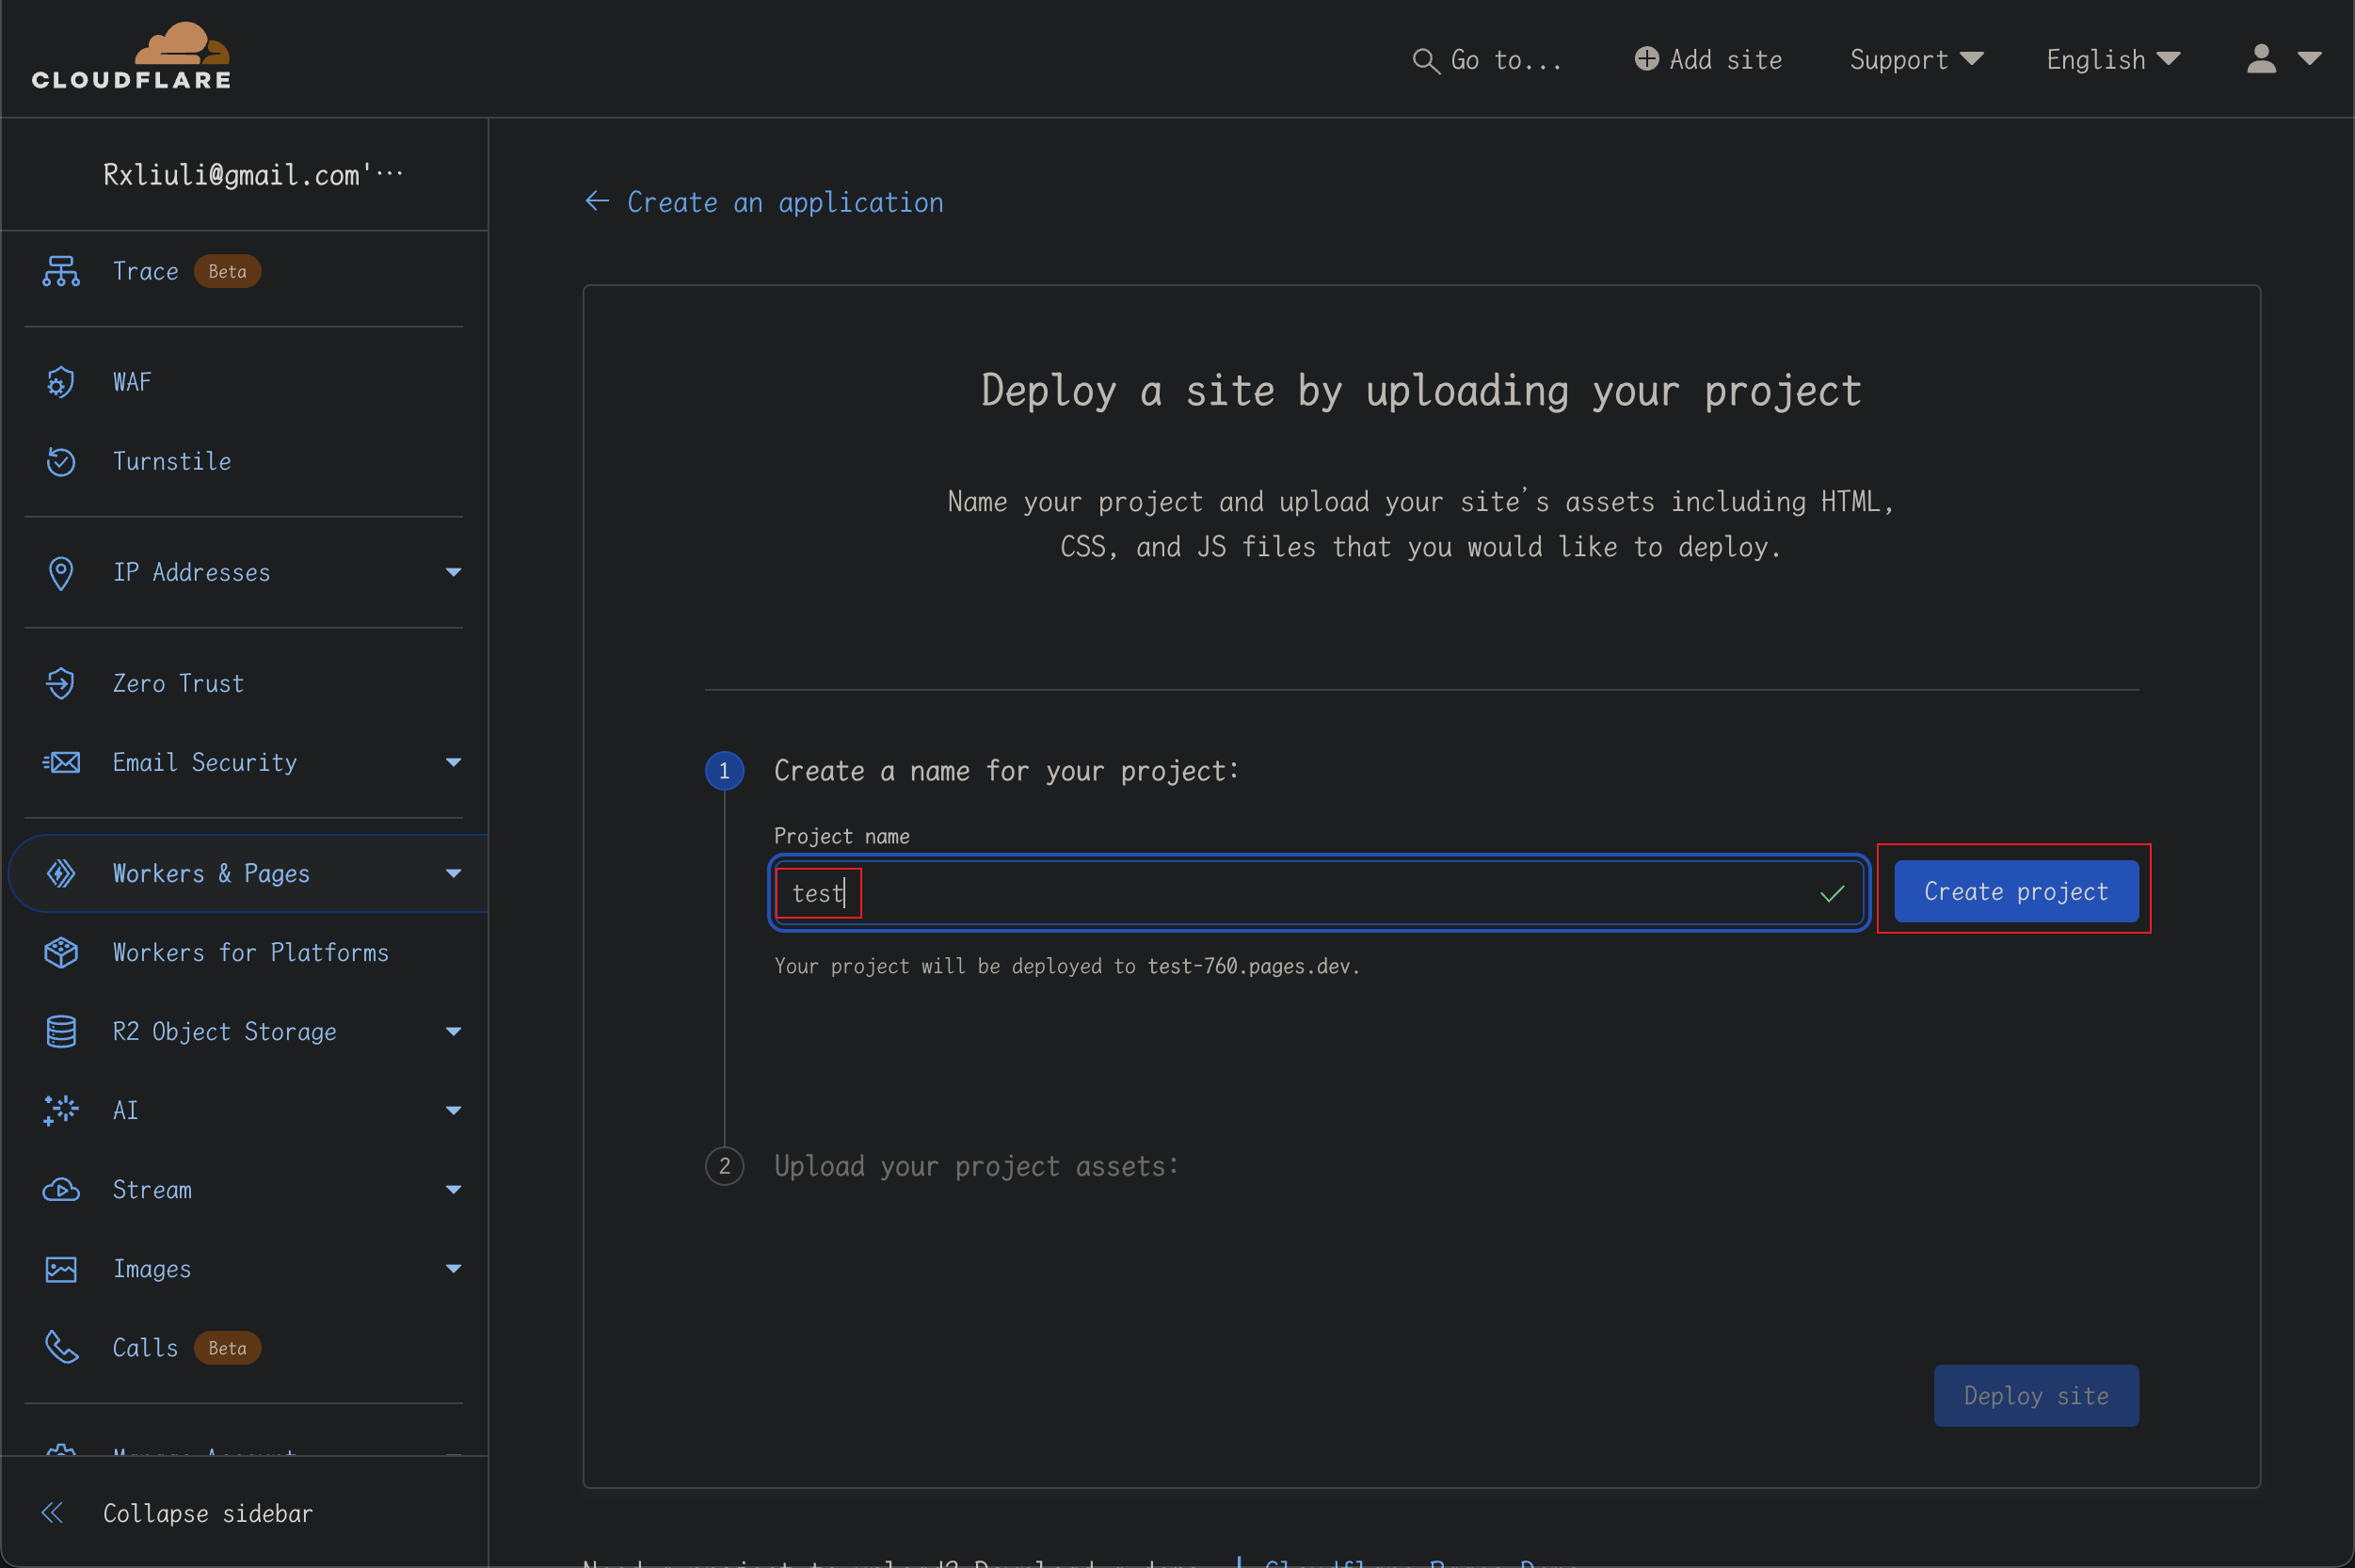 CLOUDFLARE
Go to...
Add site
Support
English
Rxliuli@gmail.com'...
Trace Beta
WAF
Turnstile
IP Addresses
Zero Trust
Email Security
Workers & Pages
Workers for Platforms
R2 Object Storage
AI
Stream
Images
Calls Beta
Manage Account
Collapse sidebar
← Create an application
Deploy a site by uploading your project
Name your project and upload your site's assets including HTML,
CSS, and JS files that you would like to deploy.
1 Create a name for your project:
Project name
test
Create project
Your project will be deployed to test-760.pages.dev.
2 Upload your project assets:
Deploy site